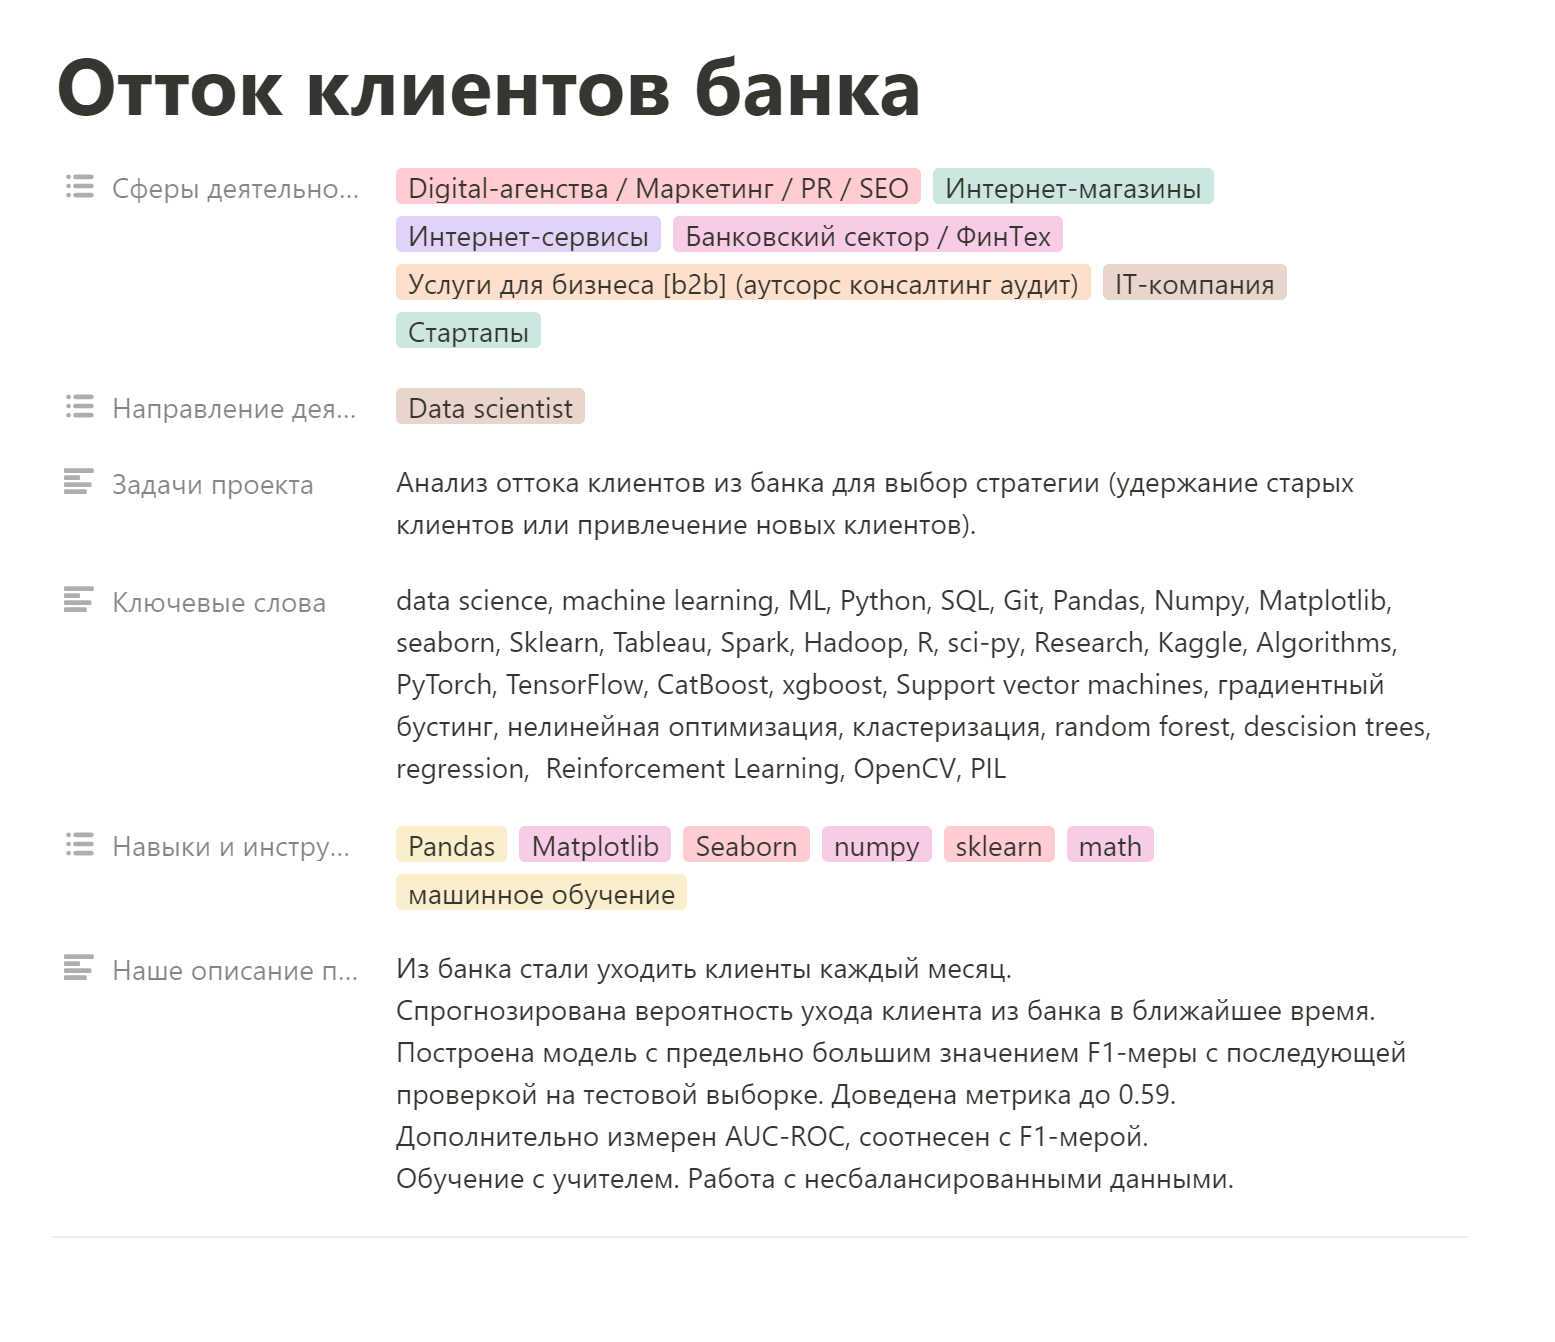 Отток клиентов банка
Сферы деятельно... Digital-агенства / Маркетинг / PR / SEO Интернет-магазины
Интернет-сервисы Банковский сектор / ФинТех
Услуги для бизнеса [b2b] (аутсорс консалтинг аудит) IT-компания
Стартапы
Направление дея... Data scientist
Задачи проекта Анализ оттока клиентов из банка для выбор стратегии (удержание старых
клиентов или привлечение новых клиентов).
Ключевые слова data science, machine learning, ML, Python, SQL, Git, Pandas, Numpy, Matplotlib,
seaborn, Sklearn, Tableau, Spark, Hadoop, R, sci-py, Research, Kaggle, Algorithms,
PyTorch, TensorFlow, CatBoost, xgboost, Support vector machines, градиентный
бустинг, нелинейная оптимизация, кластеризация, random forest, descision trees,
regression,  Reinforcement Learning, OpenCV, PIL
Навыки и инстру... Pandas Matplotlib Seaborn numpy sklearn math
машинное обучение
Наше описание п... Из банка стали уходить клиенты каждый месяц.
Спрогнозирована вероятность ухода клиента из банка в ближайшее время.
Построена модель с предельно большим значением F1-меры с последующей
проверкой на тестовой выборке. Доведена метрика до 0.59.
Дополнительно измерен AUC-ROC, соотнесен с F1-мерой.
Обучение с учителем. Работа с несбалансированными данными.